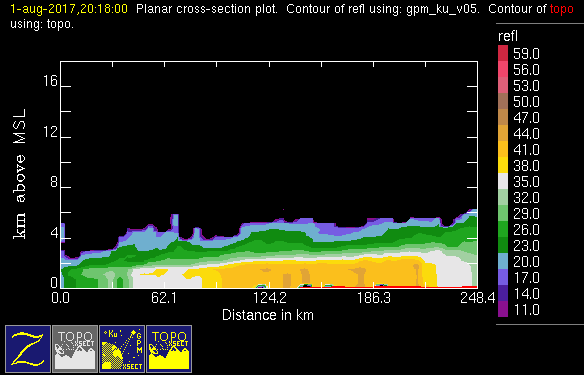 1-aug-2017,20:18:00 Planar cross-section plot. Contour of refl using: gpm_ku_v05. Contour of topo
using: topo.
refl
59.0
56.0
53.0
50.0
47.0
44.0
41.0
38.0
35.0
32.0
29.0
26.0
23.0
20.0
17.0
14.0
11.0
km above MSL
16
12
8
4
0
0.0 62.1 124.2 186.3 248.4
Distance in km
Z
TOPO
XSECT
"Ku"
GPM
XSECT
TOPO
XSECT